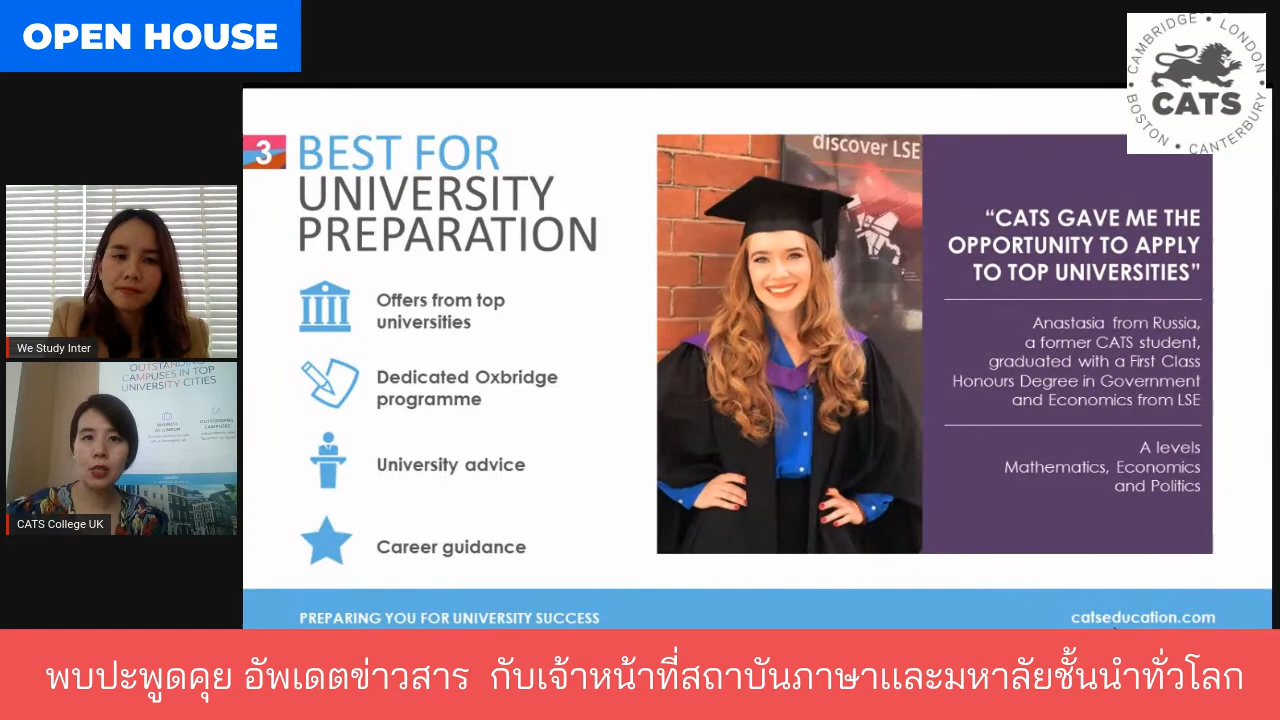 OPEN HOUSE
CAMBRIDGE • LONDON
BOSTON • CANTERBURY
CATS
3
BEST FOR
UNIVERSITY
PREPARATION
Offers from top
universities
Dedicated Oxbridge
programme
University advice
Career guidance
discover LSE
“CATS GAVE ME THE
OPPORTUNITY TO APPLY
TO TOP UNIVERSITIES”
Anastasia from Russia,
a former CATS student,
graduated with a First Class
Honours Degree in Government
and Economics from LSE
A levels
Mathematics, Economics
and Politics
We Study Inter
OUTSTANDING
CAMPUSES IN TOP
UNIVERSITY CITIES
CATS College UK
PREPARING YOU FOR UNIVERSITY SUCCESS
catseducation.com
พบปะพูดคุย อัพเดตข่าวสาร กับเจ้าหน้าที่สถาบันภาษาและมหาลัยชั้นนำทั่วโลก